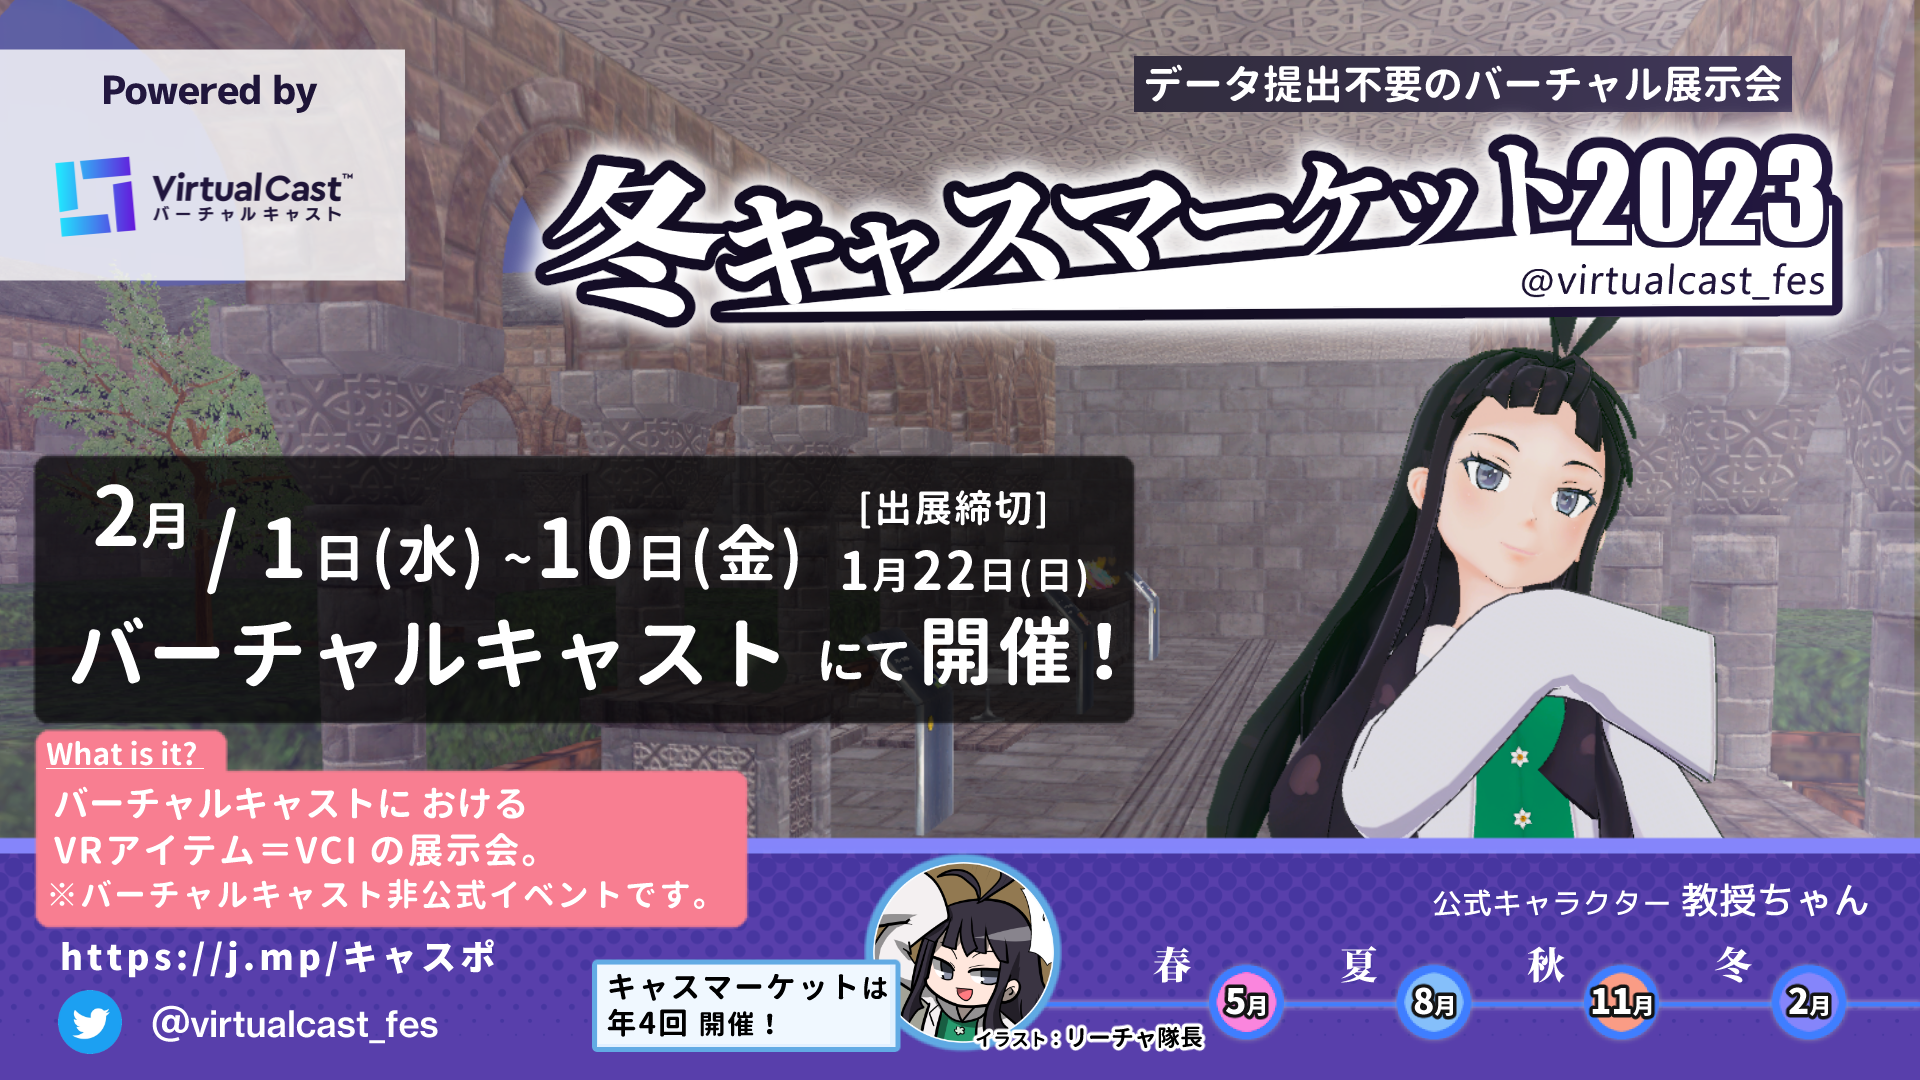 Powered by
VirtualCast™
バーチャルキャスト
データ提出不要のバーチャル展示会
冬キャスマーケット2023
@virtualcast_fes
2月/1日(水)~10日(金)
[出展締切]
1月22日(日)
バーチャルキャストにて開催！
What is it?
バーチャルキャストに おける
VRアイテム＝VCI の展示会。
※バーチャルキャスト非公式イベントです。
https://j.mp/キャスポ
@virtualcast_fes
キャスマーケットは
年4回 開催！
イラスト：リーチャ隊長
公式キャラクター 教授ちゃん
春 夏 秋 冬
5月 8月 11月 2月